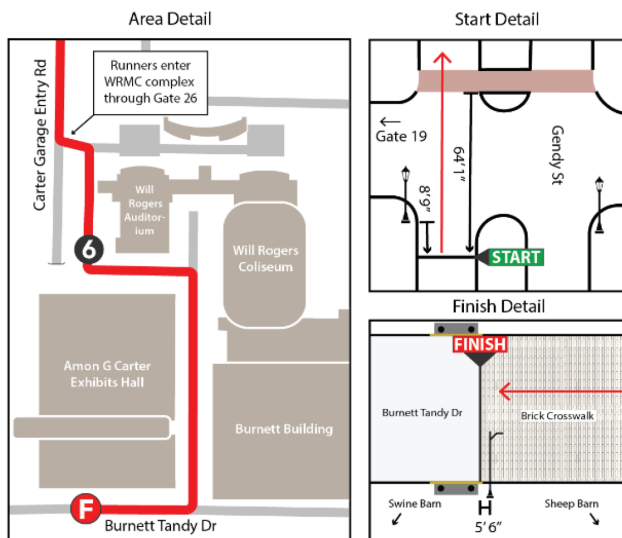 Area Detail
Runners enter
WRMC complex
through Gate 26
Carter Garage Entry Rd
Will
Rogers
Auditor-
ium
Will Rogers
Coliseum
6
Amon G Carter
Exhibits Hall
Burnett Building
F
Burnett Tandy Dr
Start Detail
Gate 19
Gendy St
64'1"
8'9"
START
Finish Detail
FINISH
Burnett Tandy Dr
Brick Crosswalk
Swine Barn
Sheep Barn
5' 6"